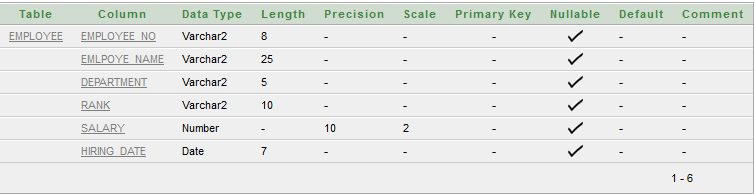 Table Column Data Type Length Precision Scale Primary Key Nullable Default Comment
EMPLOYEE EMPLOYEE_NO Varchar2 8 - - - - -
EMLPOYE_NAME Varchar2 25 - - - - -
DEPARTMENT Varchar2 5 - - - - -
RANK Varchar2 10 - - - - -
SALARY Number - 10 2 - - -
HIRING_DATE Date 7 - - - - -
1 - 6